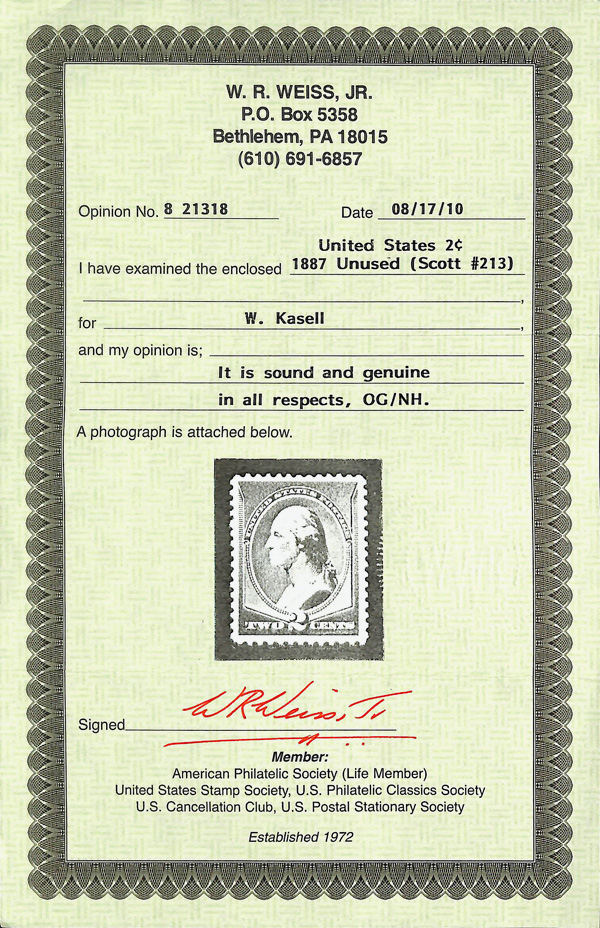 W. R. WEISS, JR.
P.O. Box 5358
Bethlehem, PA 18015
(610) 691-6857
Opinion No. 8 21318 Date 08/17/10
United States 2¢
I have examined the enclosed 1887 Unused (Scott #213)
,
for W. Kasell ,
and my opinion is;
It is sound and genuine
in all respects, OG/NH.
A photograph is attached below.
UNITED STATES POSTAGE
TWO 2 CENTS
Signed W R Weiss, Jr
Member:
American Philatelic Society (Life Member)
United States Stamp Society, U.S. Philatelic Classics Society
U.S. Cancellation Club, U.S. Postal Stationary Society
Established 1972